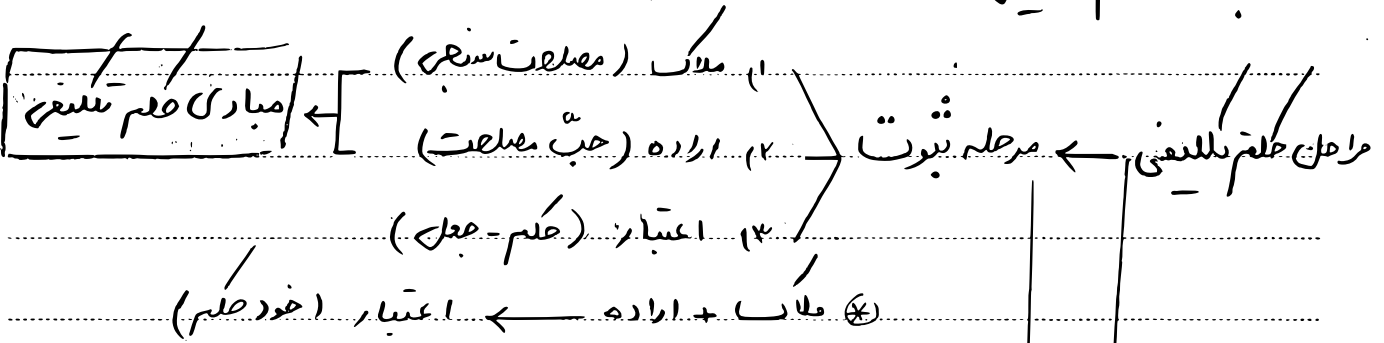 ۱) ملاک (مصلحت سنجی)
مراحل حکم تکلیفی ← مرحله ثبوت ۲) اراده (حبّ مصلحت) ← مبادی حکم تکلیفی
۳) اعتبار (حکم - جعل)
⊛ ملاک + اراده ← اعتبار (خود حکم)